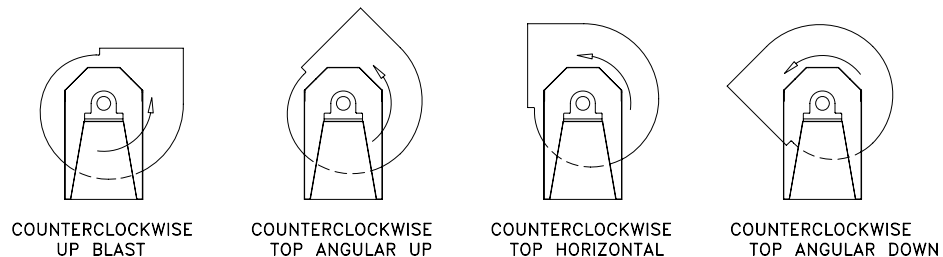 COUNTERCLOCKWISE
UP BLAST
COUNTERCLOCKWISE
TOP ANGULAR UP
COUNTERCLOCKWISE
TOP HORIZONTAL
COUNTERCLOCKWISE
TOP ANGULAR DOWN